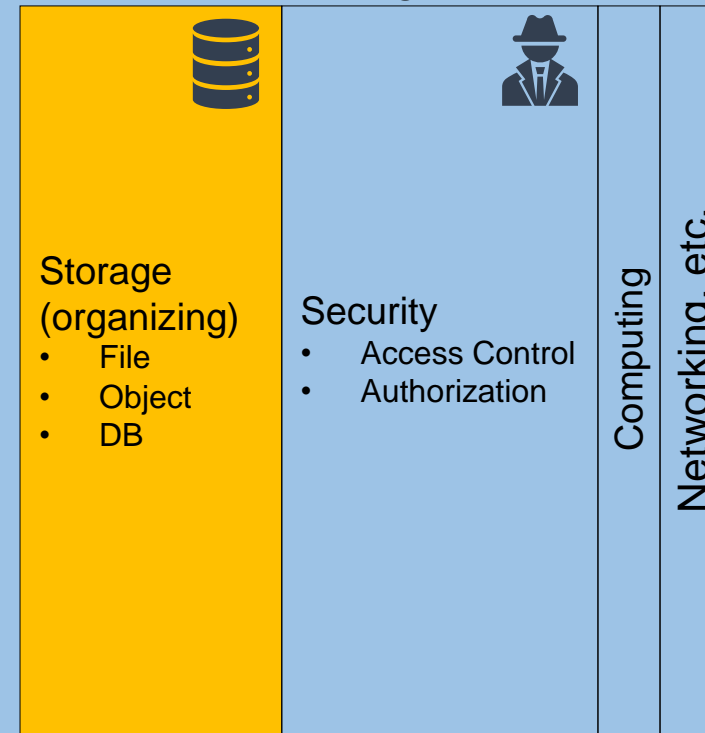 Storage
(organizing)
• File
• Object
• DB
Security
• Access Control
• Authorization
Computing
Networking, etc.